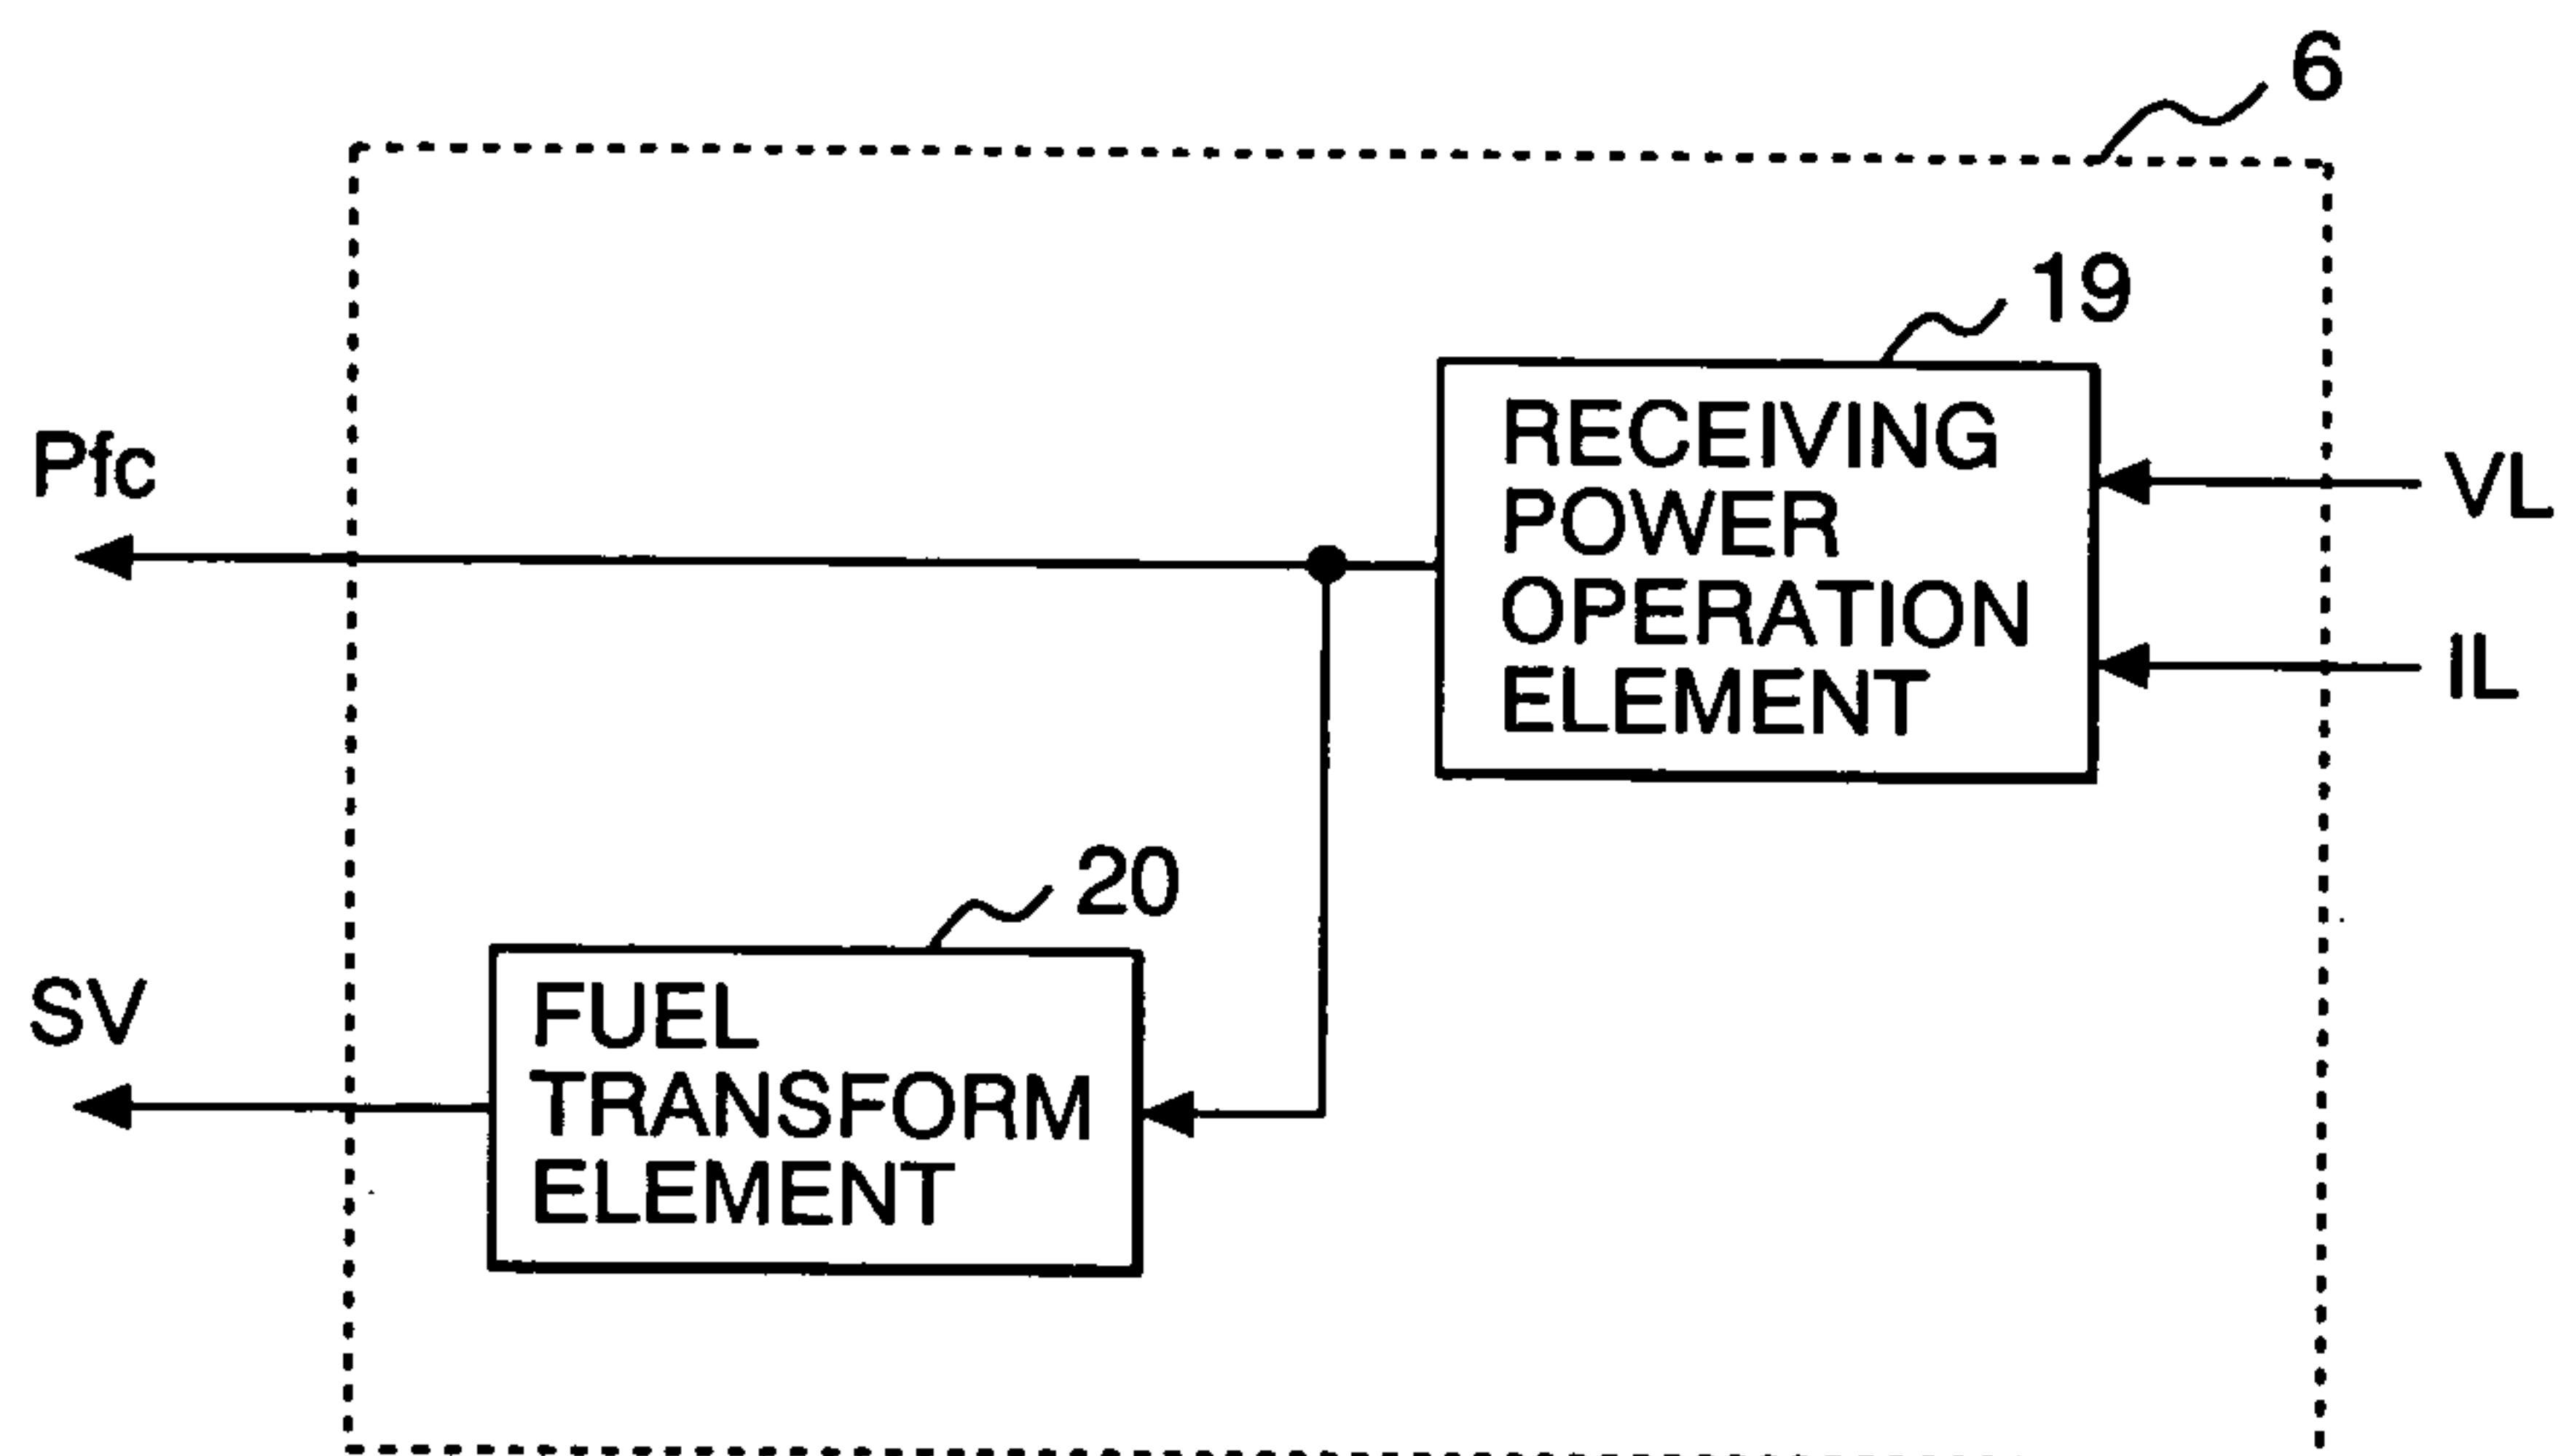 6
19
RECEIVING
POWER
OPERATION
ELEMENT
VL
IL
Pfc
20
FUEL
TRANSFORM
ELEMENT
SV